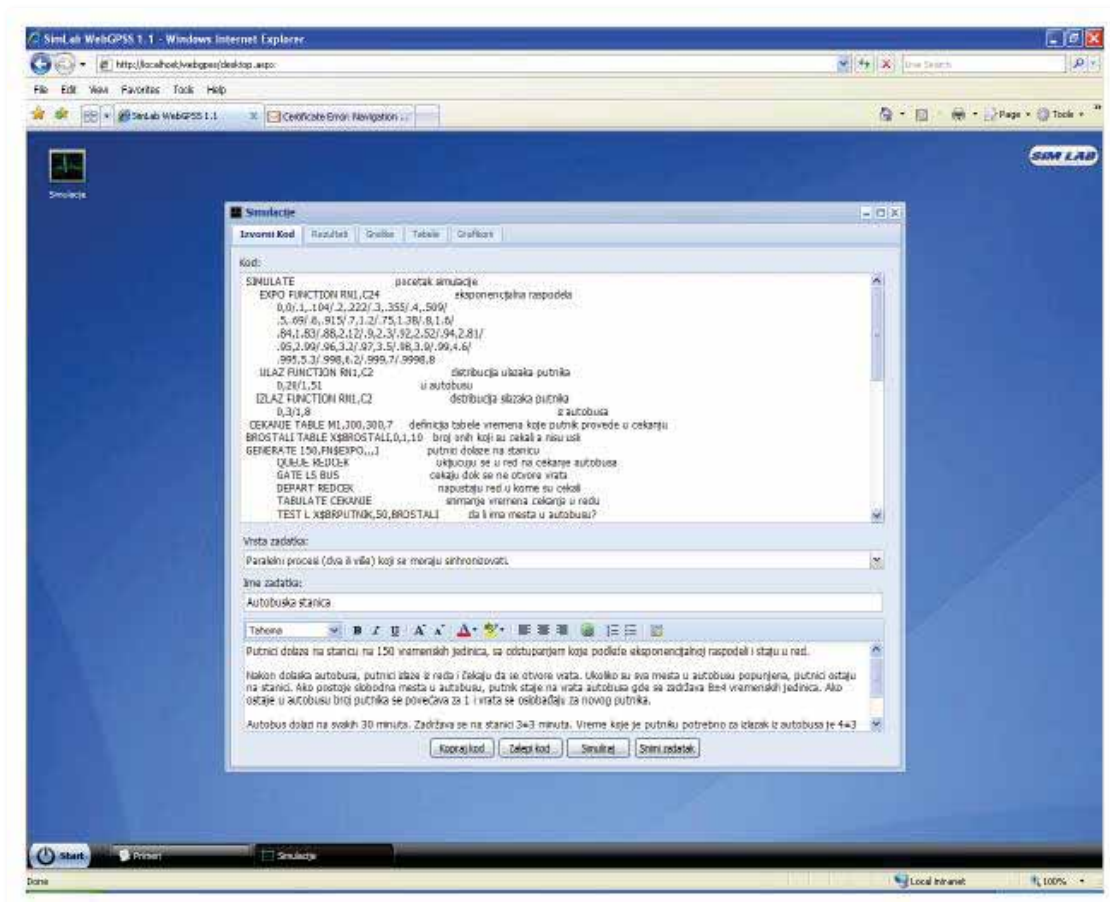 SimLab WebGPSS 1.1 - Windows Internet Explorer
http://localhost/webgpss/desktop.aspx
Live Search
File Edit View Favorites Tools Help
SimLab WebGPSS 1.1
Certificate Error: Navigation ...
Page Tools
SIM LAB
Simulacije
Simulacije
Izvorni Kod Rezultati Greške Tabele Grafikoni
Kod:
SIMULATE pocetak simulacije
EXPO FUNCTION RN1,C24 eksponencijalna raspodela
0,0/.1,.104/.2,.222/.3,.355/.4,.509/
.5,.69/.6,.915/.7,1.2/.75,1.38/.8,1.6/
.84,1.83/.88,2.12/.9,2.3/.92,2.52/.94,2.81/
.95,2.99/.96,3.2/.97,3.5/.98,3.9/.99,4.6/
.995,5.3/.998,6.2/.999,7/.9998,8
ULAZ FUNCTION RN1,C2 distribucija ulazaka putnika
0,20/1,51 u autobusu
IZLAZ FUNCTION RN1,C2 distribucija silazaka putnika
0,3/1,8 iz autobusa
CEKANJE TABLE M1,300,300,7 definicija tabele vremena koje putnik provede u cekanju
BROSTALI TABLE X$BROSTALI,0,1,10 broj onih koji su cekali a nisu usli
GENERATE 150,FN$EXPO,,,1 putnici dolaze na stanicu
QUEUE REDCEK ukljucuju se u red na cekanje autobusa
GATE LS BUS cekaju dok se ne otvore vrata
DEPART REDCEK napustaju red u kome su cekali
TABULATE CEKANJE snimanje vremena cekanja u redu
TEST L X$BRPUTNIK,50,BROSTALI da li ima mesta u autobusu?
Vrsta zadatka:
Paralelni procesi (dva ili više) koji se moraju sinhronizovati.
Ime zadatka:
Autobuska stanica
Tahoma B I U A A A
Putnici dolaze na stanicu na 150 vremenskih jedinica, sa odstupanjem koje podleže eksponencijalnoj raspodeli i staju u red.
Nakon dolaska autobusa, putnici izlaze iz reda i čekaju da se otvore vrata. Ukoliko su sva mesta u autobusu popunjena, putnici ostaju
na stanici. Ako postoje slobodna mesta u autobusu, putnik staje na vrata autobusa gde se zadržava 8±4 vremenskih jedinica. Ako
ostaje u autobusu broj putnika se povećava za 1 i vrata se oslobađaju za novog putnika.
Autobus dolazi na svakih 30 minuta. Zadržava se na stanici 3±3 minuta. Vreme koje je putniku potrebno za izlazak iz autobusa je 4±3
Kopiraj kod Zalepi kod Simuliraj Snimi zadatak
Start Primeri Simulacije
Done Local intranet 100%